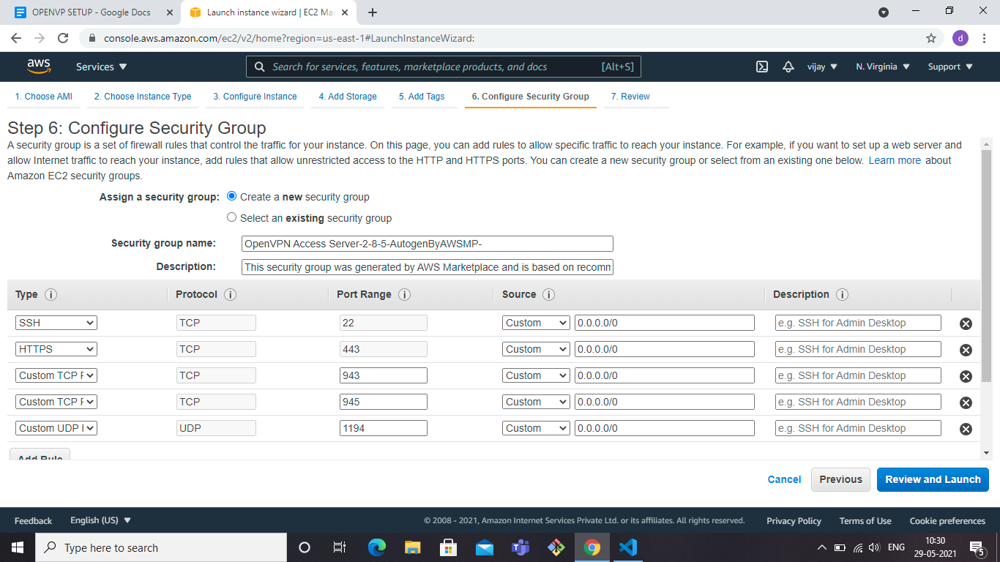 OPENVP SETUP - Google Docs
Launch instance wizard | EC2 Ma
console.aws.amazon.com/ec2/v2/home?region=us-east-1#LaunchInstanceWizard:
d
aws
Services
Search for services, features, marketplace products, and docs
[Alt+S]
vijay
N. Virginia
Support
1. Choose AMI
2. Choose Instance Type
3. Configure Instance
4. Add Storage
5. Add Tags
6. Configure Security Group
7. Review
Step 6: Configure Security Group
A security group is a set of firewall rules that control the traffic for your instance. On this page, you can add rules to allow specific traffic to reach your instance. For example, if you want to set up a web server and
allow Internet traffic to reach your instance, add rules that allow unrestricted access to the HTTP and HTTPS ports. You can create a new security group or select from an existing one below. Learn more about
Amazon EC2 security groups.
Assign a security group: Create a new security group
Select an existing security group
Security group name: OpenVPN Access Server-2-8-5-AutogenByAWSMP-
Description: This security group was generated by AWS Marketplace and is based on recomm
Type i Protocol i Port Range i Source i Description i
SSH TCP 22 Custom 0.0.0.0/0 e.g. SSH for Admin Desktop
HTTPS TCP 443 Custom 0.0.0.0/0 e.g. SSH for Admin Desktop
Custom TCP F TCP 943 Custom 0.0.0.0/0 e.g. SSH for Admin Desktop
Custom TCP F TCP 945 Custom 0.0.0.0/0 e.g. SSH for Admin Desktop
Custom UDP I UDP 1194 Custom 0.0.0.0/0 e.g. SSH for Admin Desktop
Add Rule
Cancel
Previous
Review and Launch
Feedback
English (US)
© 2008 - 2021, Amazon Internet Services Private Ltd. or its affiliates. All rights reserved.
Privacy Policy
Terms of Use
Cookie preferences
Type here to search
ENG
10:30
29-05-2021
5